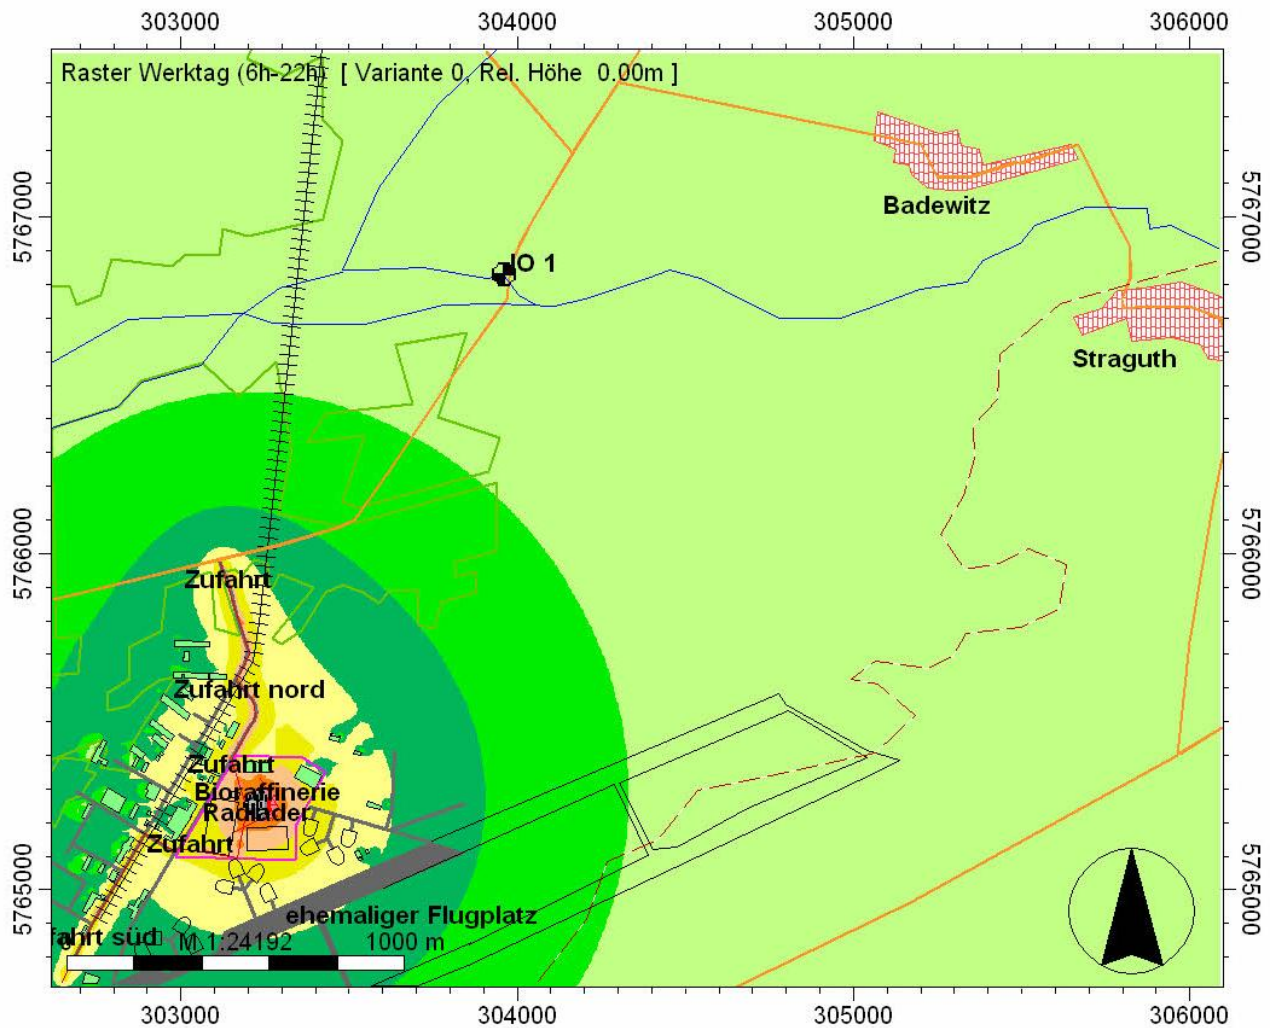 303000 304000 305000 306000
Raster Werktag (6h-22h) [ Variante 0, Rel. Höhe 0.00m ]
5767000
5767000
Badewitz
IO 1
Straguth
5766000
5766000
Zufahrt
Zufahrt nord
Zufahrt
Bioraffinerie
Radlader
Zufahrt
5765000
5765000
ehemaliger Flugplatz
fahrt süd
M 1:24192 1000 m
303000 304000 305000 306000